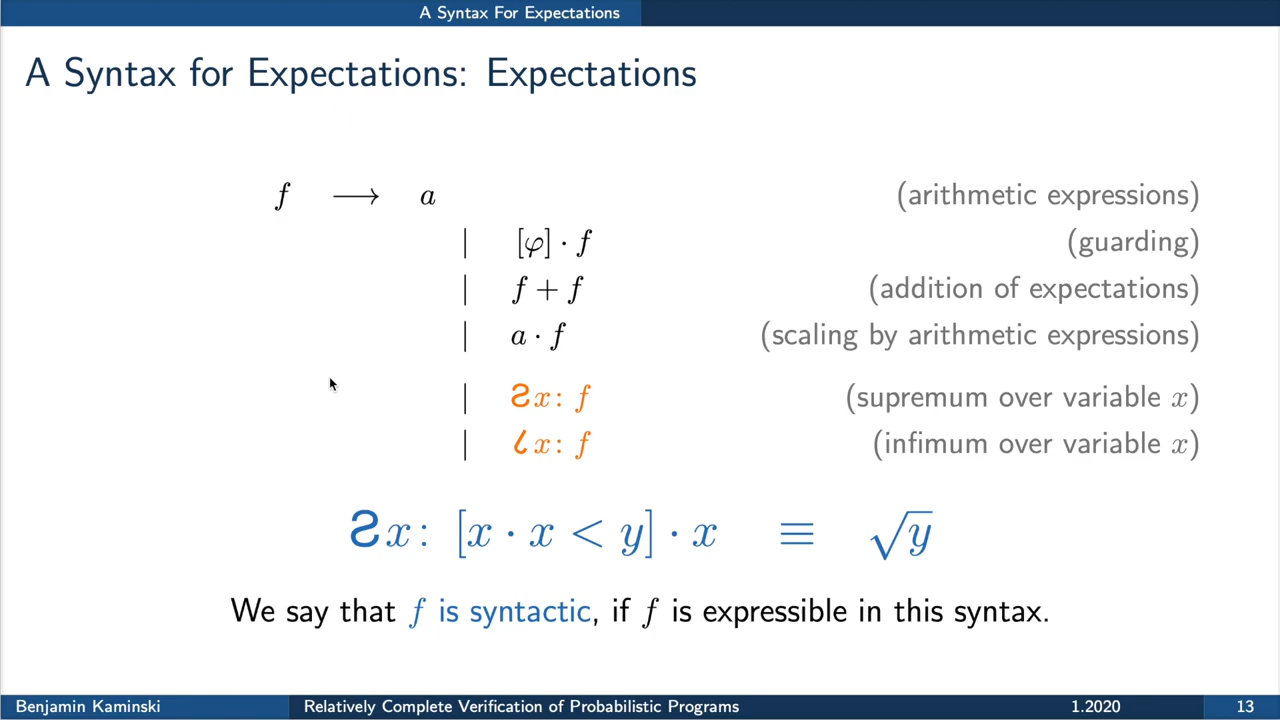 A Syntax For Expectations
A Syntax for Expectations: Expectations
f ⟶ a (arithmetic expressions)
| [φ] · f (guarding)
| f + f (addition of expectations)
| a · f (scaling by arithmetic expressions)
| Ƨx: f (supremum over variable x)
| ⤹x: f (infimum over variable x)
Ƨx: [x · x < y] · x ≡ √y
We say that f is syntactic, if f is expressible in this syntax.
Benjamin Kaminski Relatively Complete Verification of Probabilistic Programs 1.2020 13